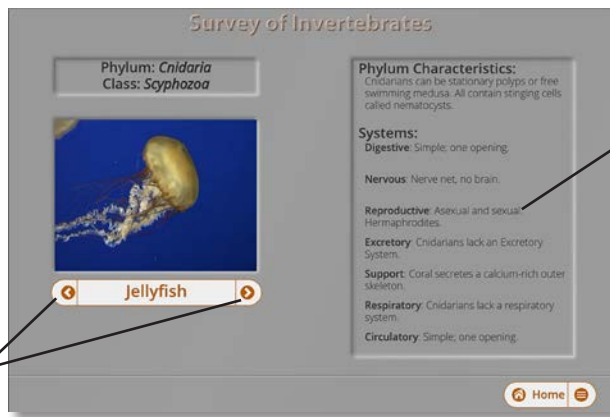 Survey of Invertebrates
Phylum: Cnidaria
Class: Scyphozoa
Jellyfish
Phylum Characteristics:
Cnidarians can be stationary polyps or free
swimming medusa. All contain stinging cells
called nematocysts.
Systems:
Digestive: Simple; one opening.
Nervous: Nerve net, no brain.
Reproductive: Asexual and sexual.
Hermaphrodites.
Excretory: Cnidarians lack an Excretory
System.
Support: Coral secretes a calcium-rich outer
skeleton.
Respiratory: Cnidarians lack a respiratory
system.
Circulatory: Simple; one opening.
Home